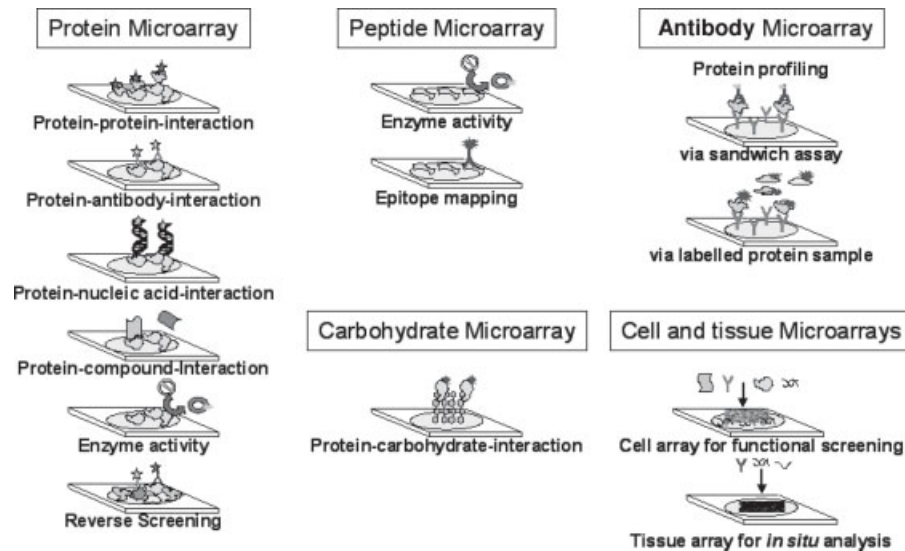 Protein Microarray
Protein-protein-interaction
Protein-antibody-interaction
Protein-nucleic acid-interaction
Protein-compound-Interaction
Enzyme activity
Reverse Screening
Peptide Microarray
Enzyme activity
Epitope mapping
Antibody Microarray
Protein profiling
via sandwich assay
via labelled protein sample
Carbohydrate Microarray
Protein-carbohydrate-interaction
Cell and tissue Microarrays
Cell array for functional screening
Tissue array for in situ analysis